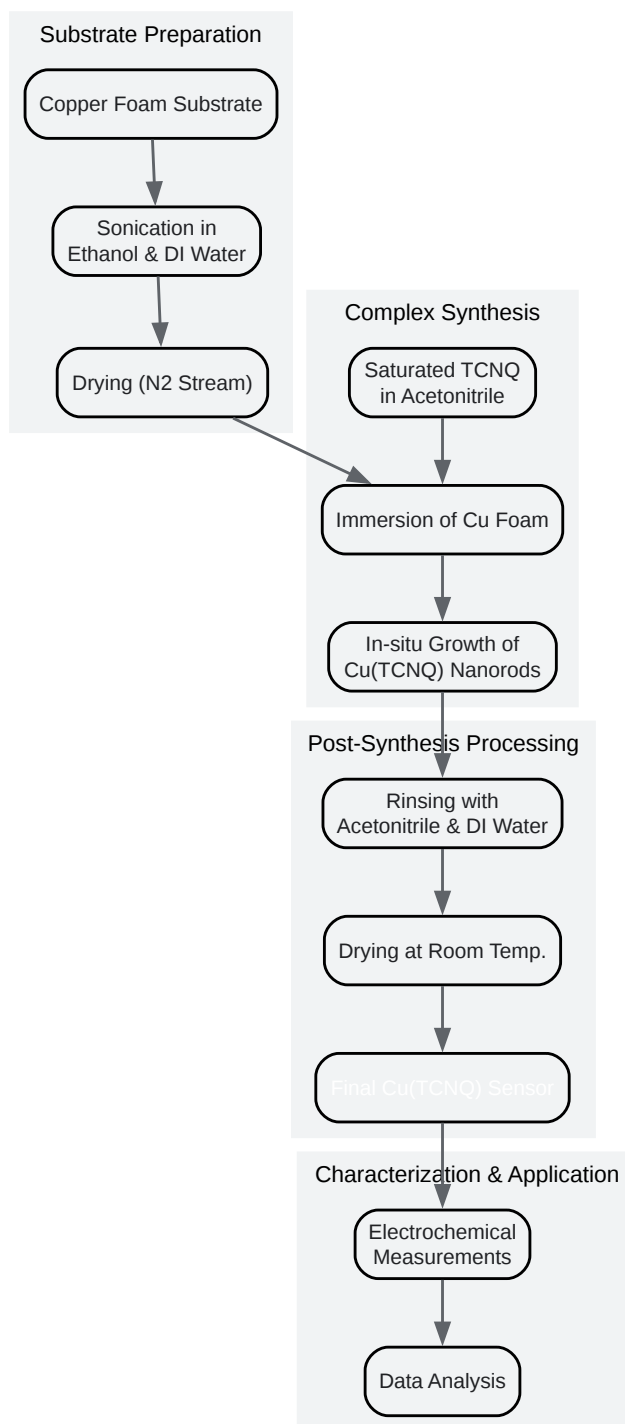 Substrate Preparation
Copper Foam Substrate
Sonication in
Ethanol & DI Water
Drying (N2 Stream)
Complex Synthesis
Saturated TCNQ
in Acetonitrile
Immersion of Cu Foam
In-situ Growth of
Cu(TCNQ) Nanorods
Post-Synthesis Processing
Rinsing with
Acetonitrile & DI Water
Drying at Room Temp.
Final Cu(TCNQ) Sensor
Characterization & Application
Electrochemical
Measurements
Data Analysis